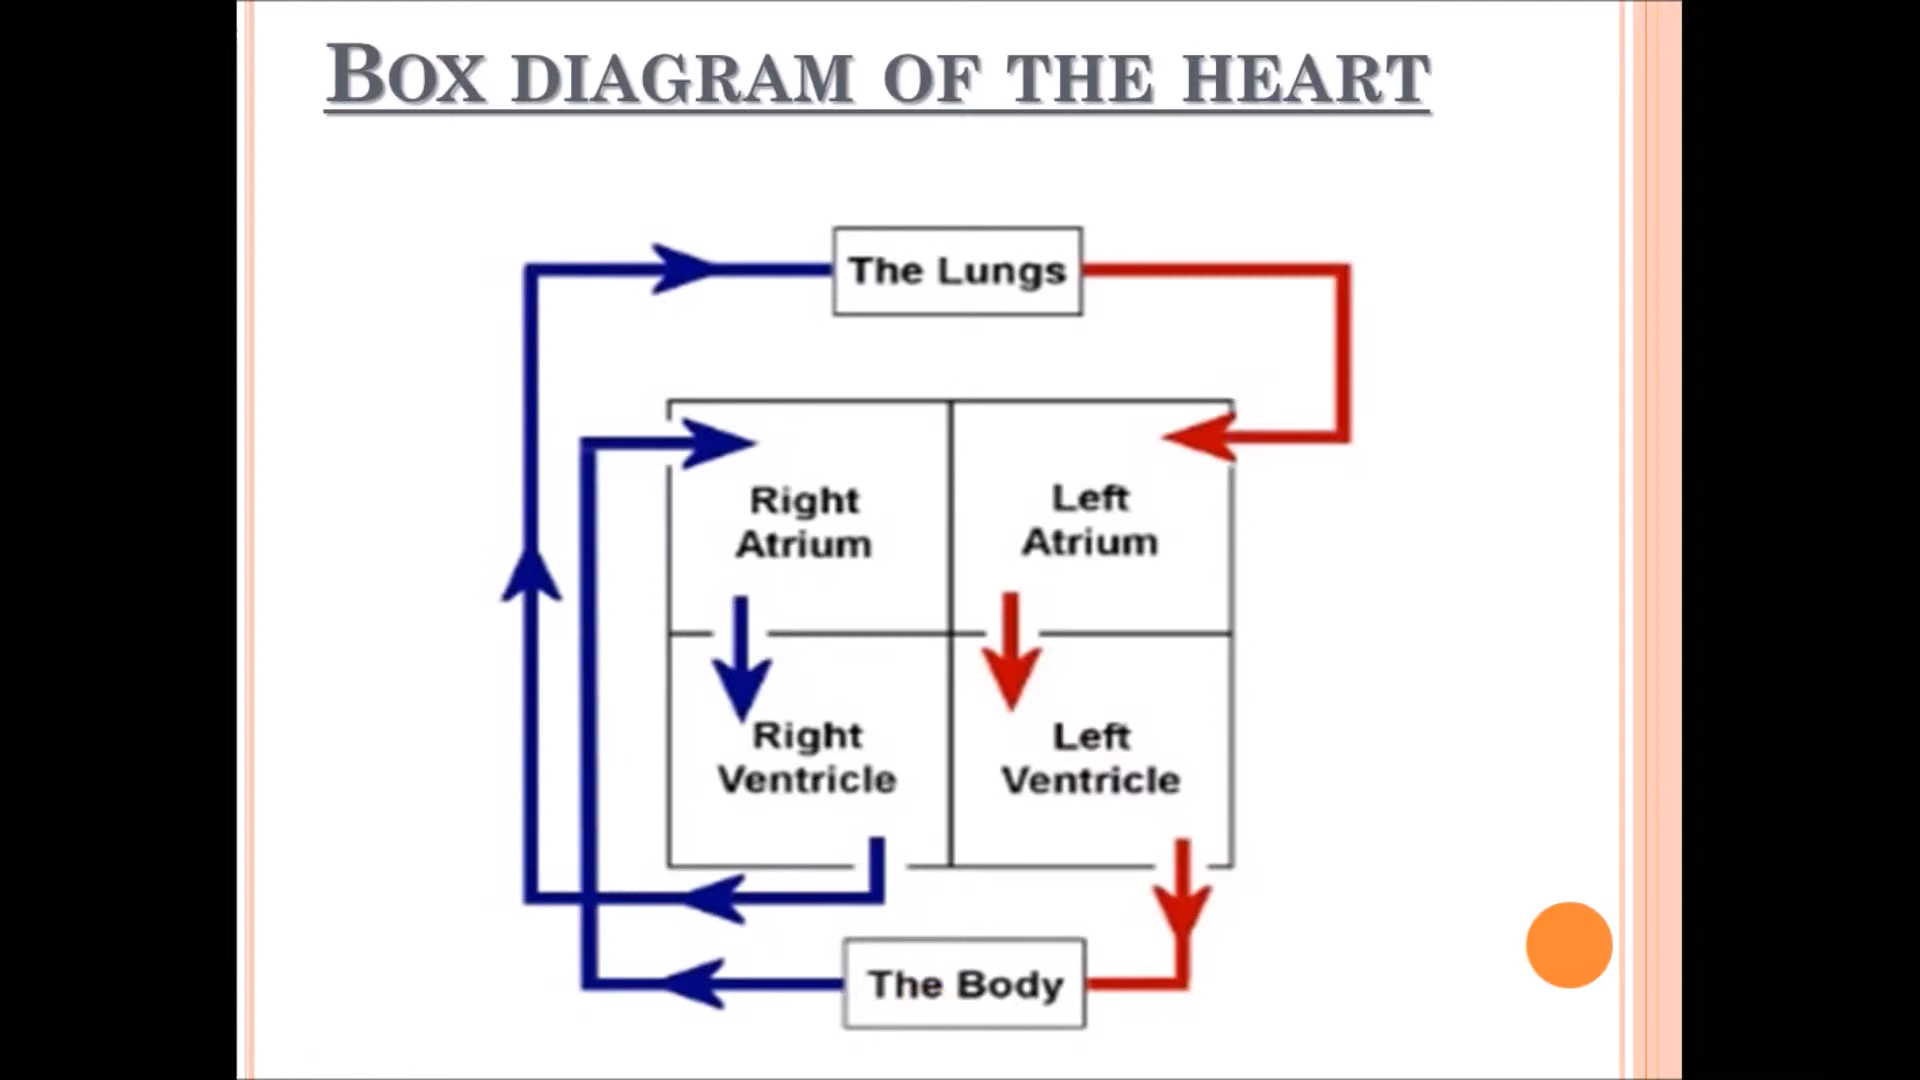 BOX DIAGRAM OF THE HEART
The Lungs
Right
Atrium
Left
Atrium
Right
Ventricle
Left
Ventricle
The Body